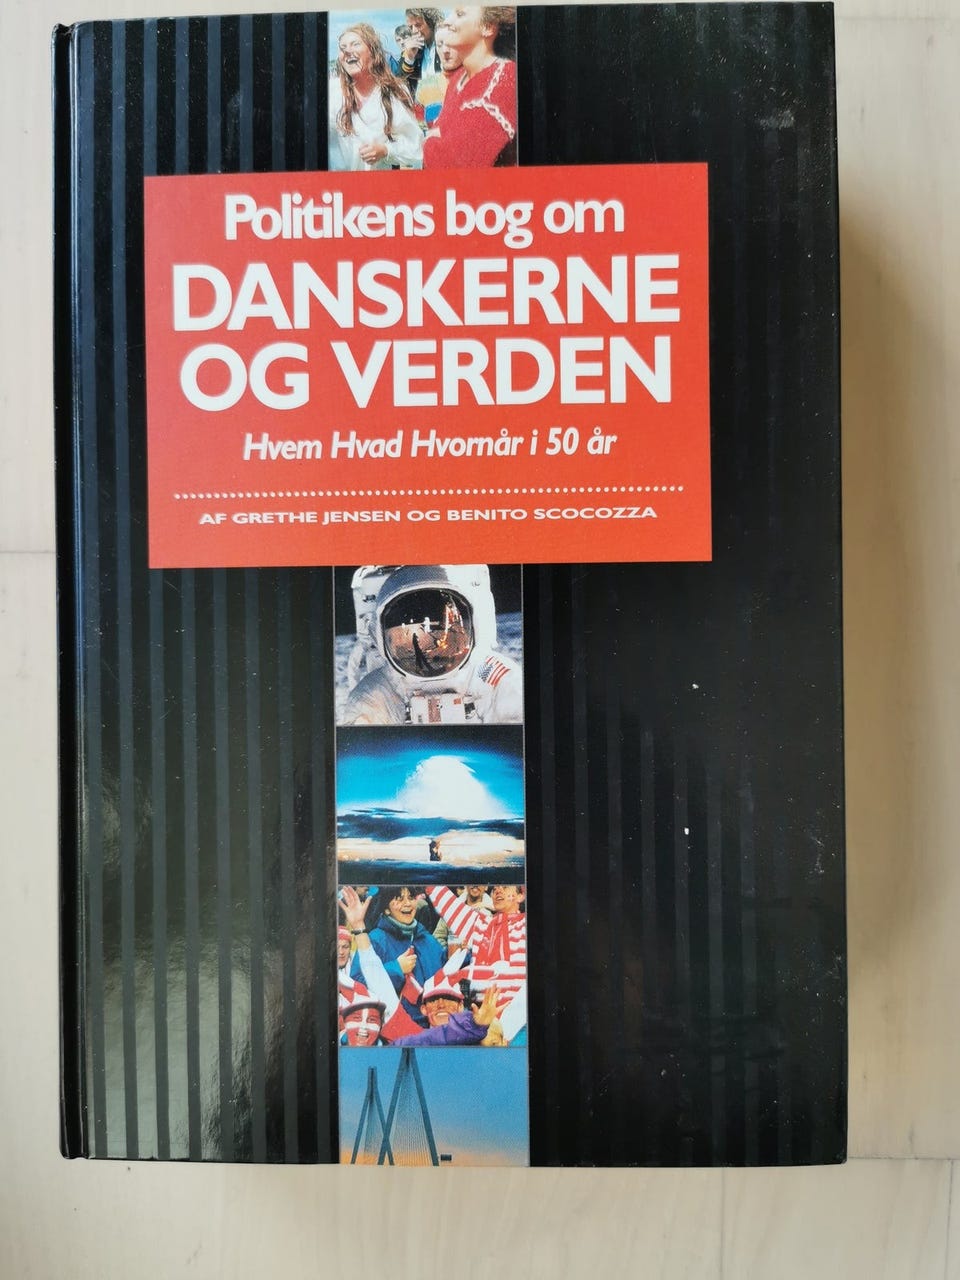 Politikens bog om
DANSKERNE
OG VERDEN
Hvem Hvad Hvornår i 50 år
AF GRETHE JENSEN OG BENITO SCOCOZZA